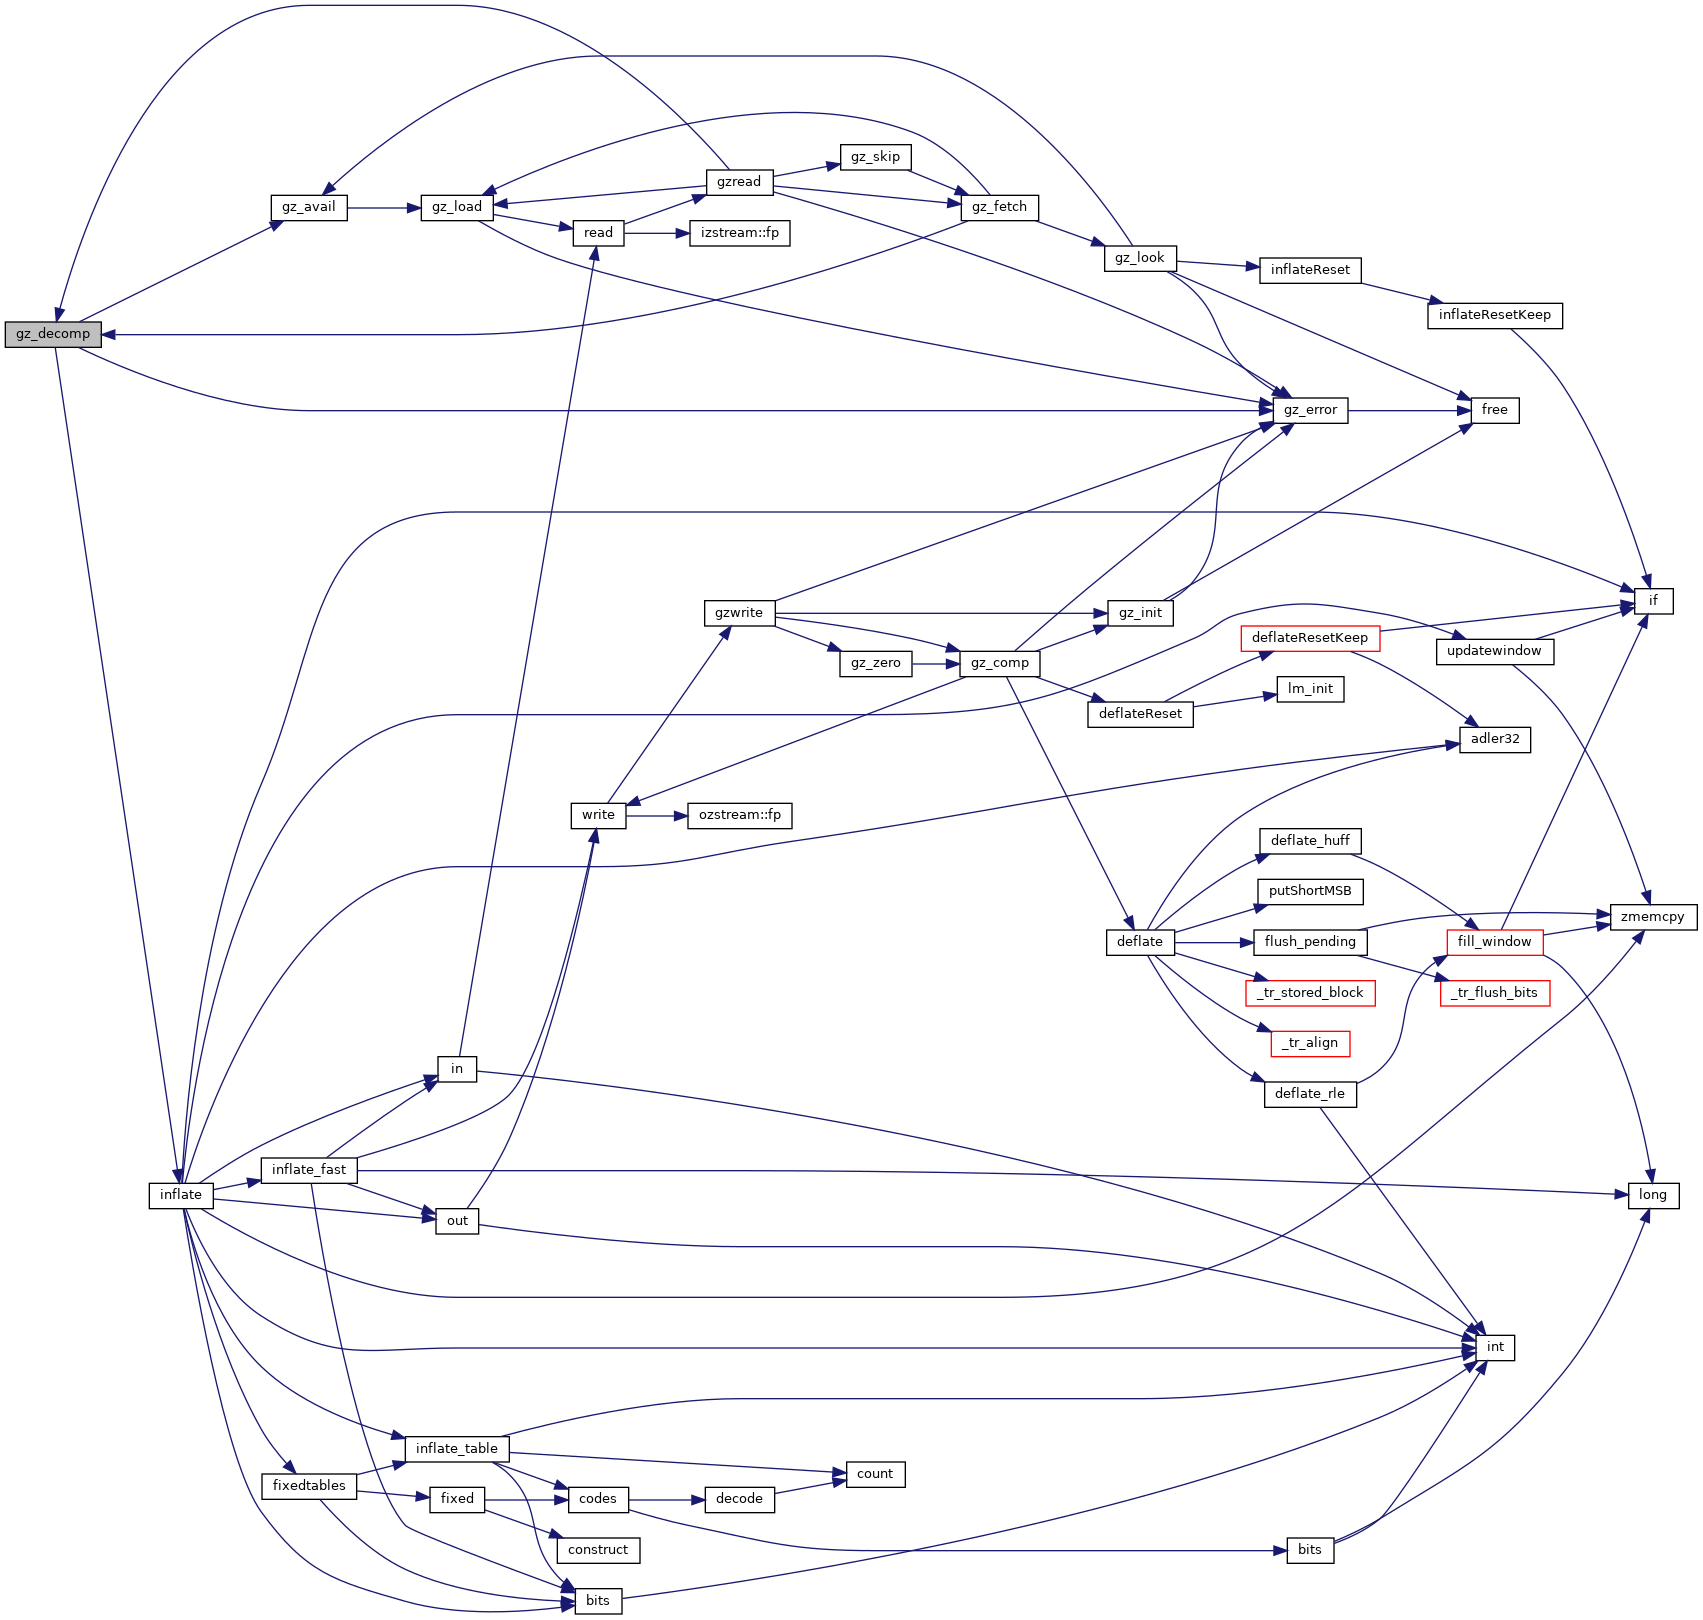 gz_skip
gzread
gz_avail
gz_load
gz_fetch
read
izstream::fp
gz_look
inflateReset
inflateResetKeep
gz_decomp
gz_error
free
if
gzwrite
gz_init
deflateResetKeep
updatewindow
gz_zero
gz_comp
lm_init
deflateReset
adler32
write
ozstream::fp
deflate_huff
putShortMSB
zmemcpy
deflate
flush_pending
fill_window
_tr_stored_block
_tr_flush_bits
_tr_align
in
deflate_rle
inflate_fast
inflate
long
out
int
inflate_table
count
fixedtables
fixed
codes
decode
construct
bits
bits